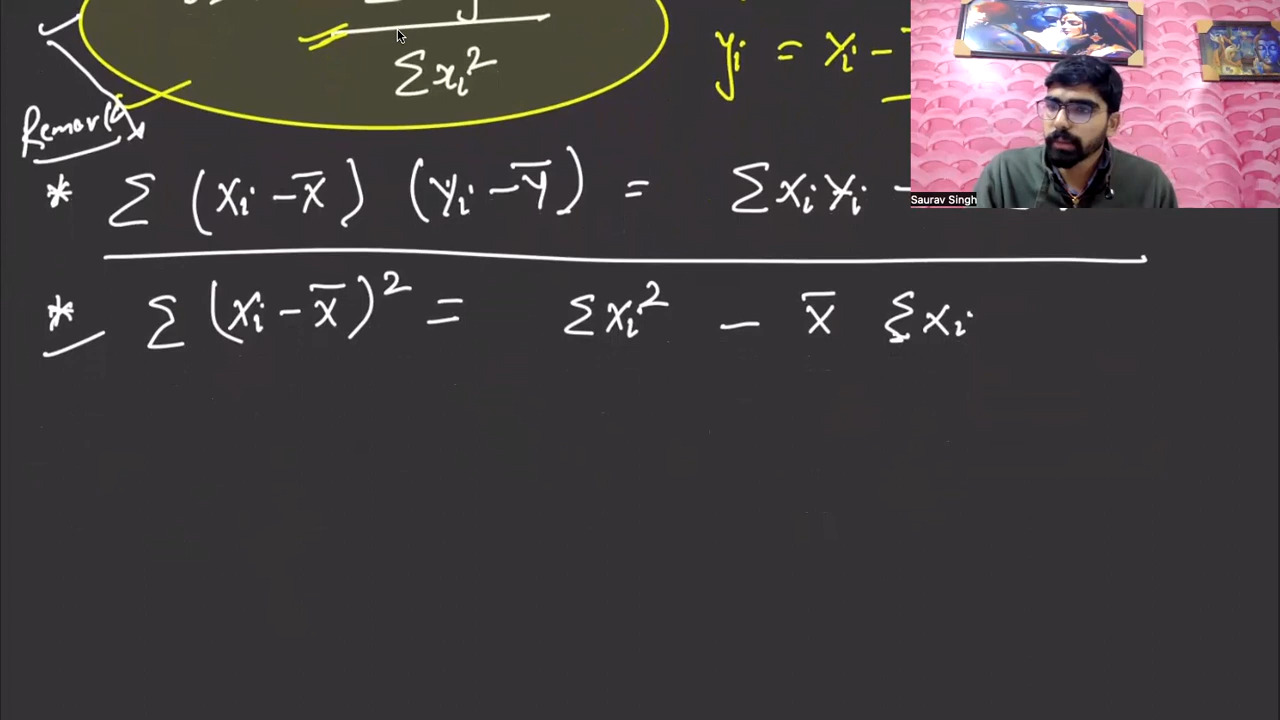 Σxi²
yi = xi -
Remark
* Σ (Xi - X̅) (Yi - Y̅) = ΣXiYi -
Saurav Singh
* Σ (Xi - X̅)² = ΣXi² - X̅ ΣXi